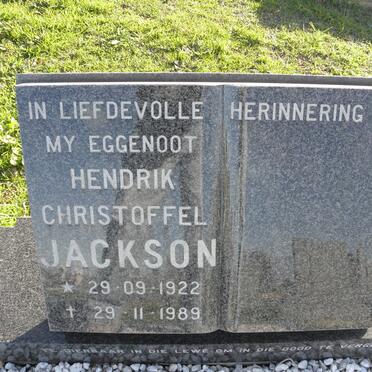 IN LIEFDEVOLLE HERINNERING
MY EGGENOOT
HENDRIK
CHRISTOFFEL
JACKSON
* 29-09-1922
† 29-11-1989
DIERBAAR IN DIE LEWE OM IN DIE DOOD TE